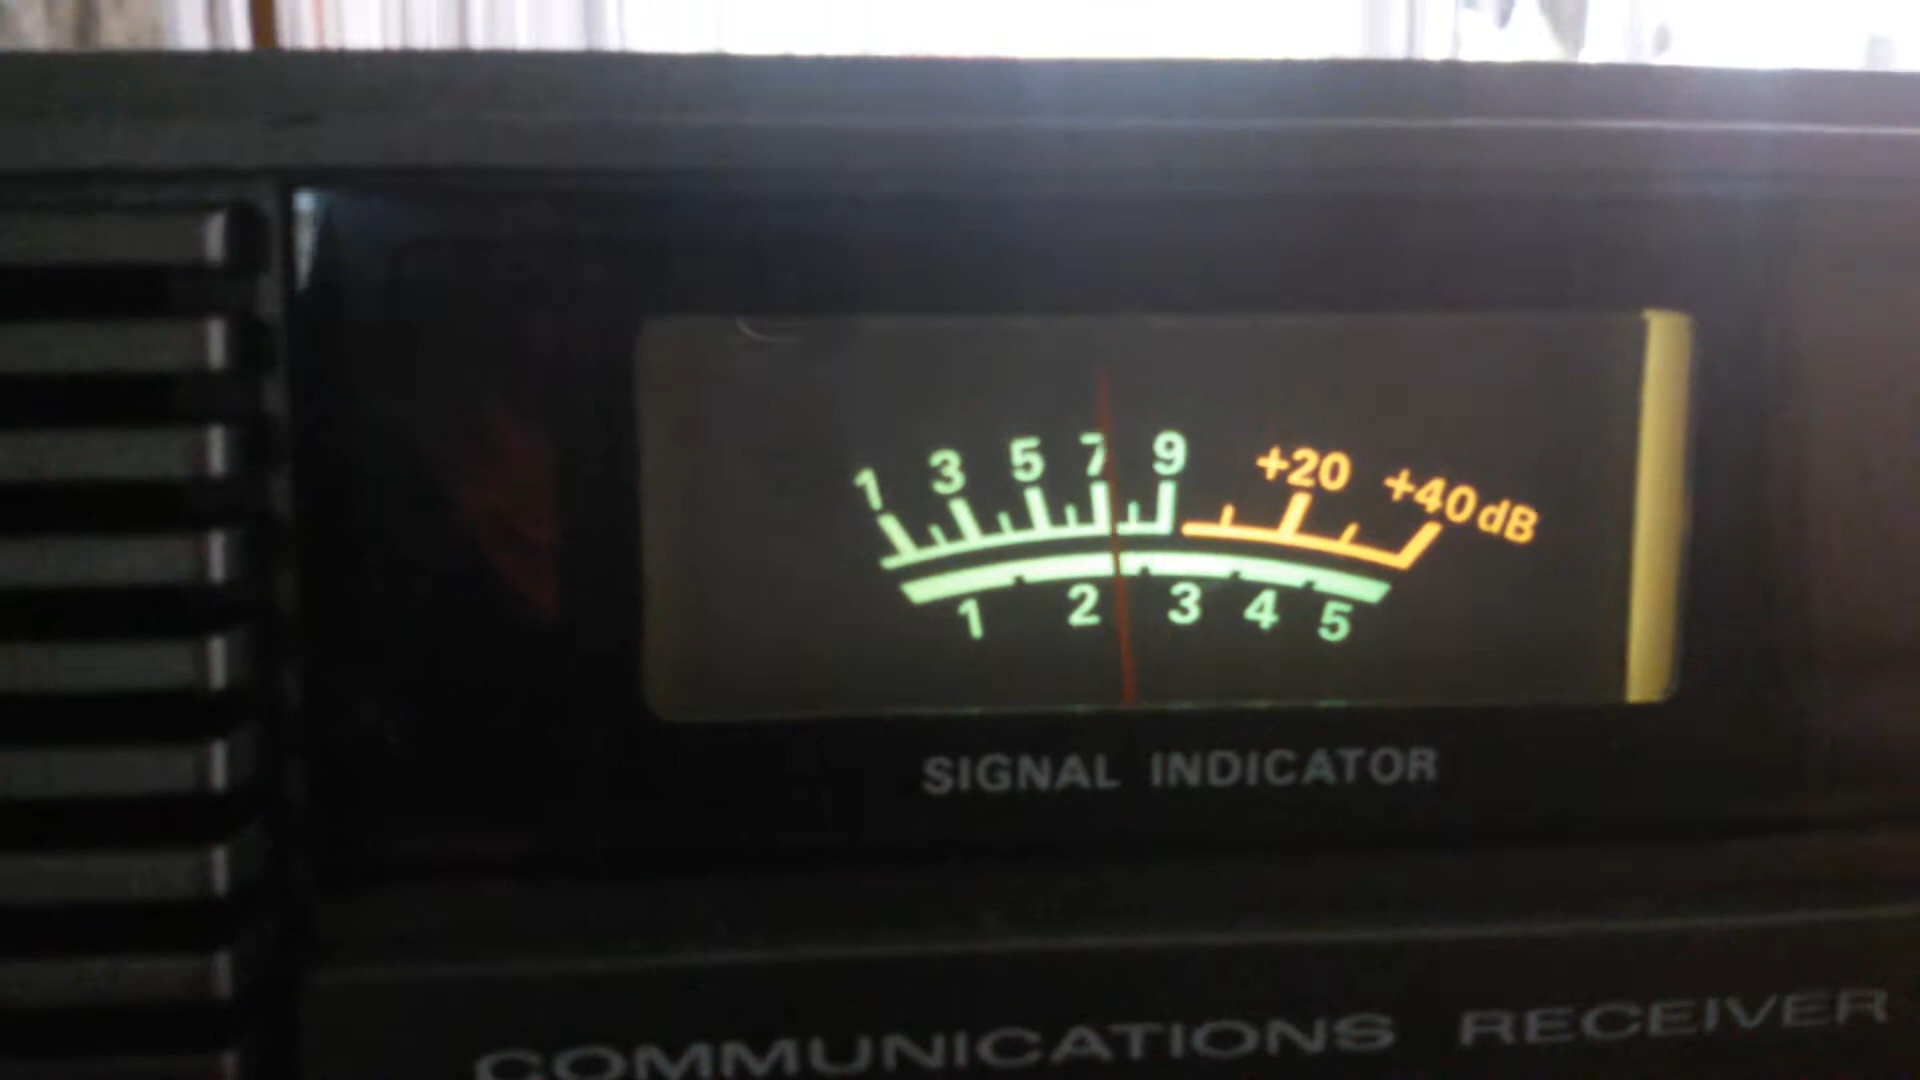 1 3 5 7 9 +20 +40dB
1 2 3 4 5
SIGNAL INDICATOR
COMMUNICATIONS RECEIVER